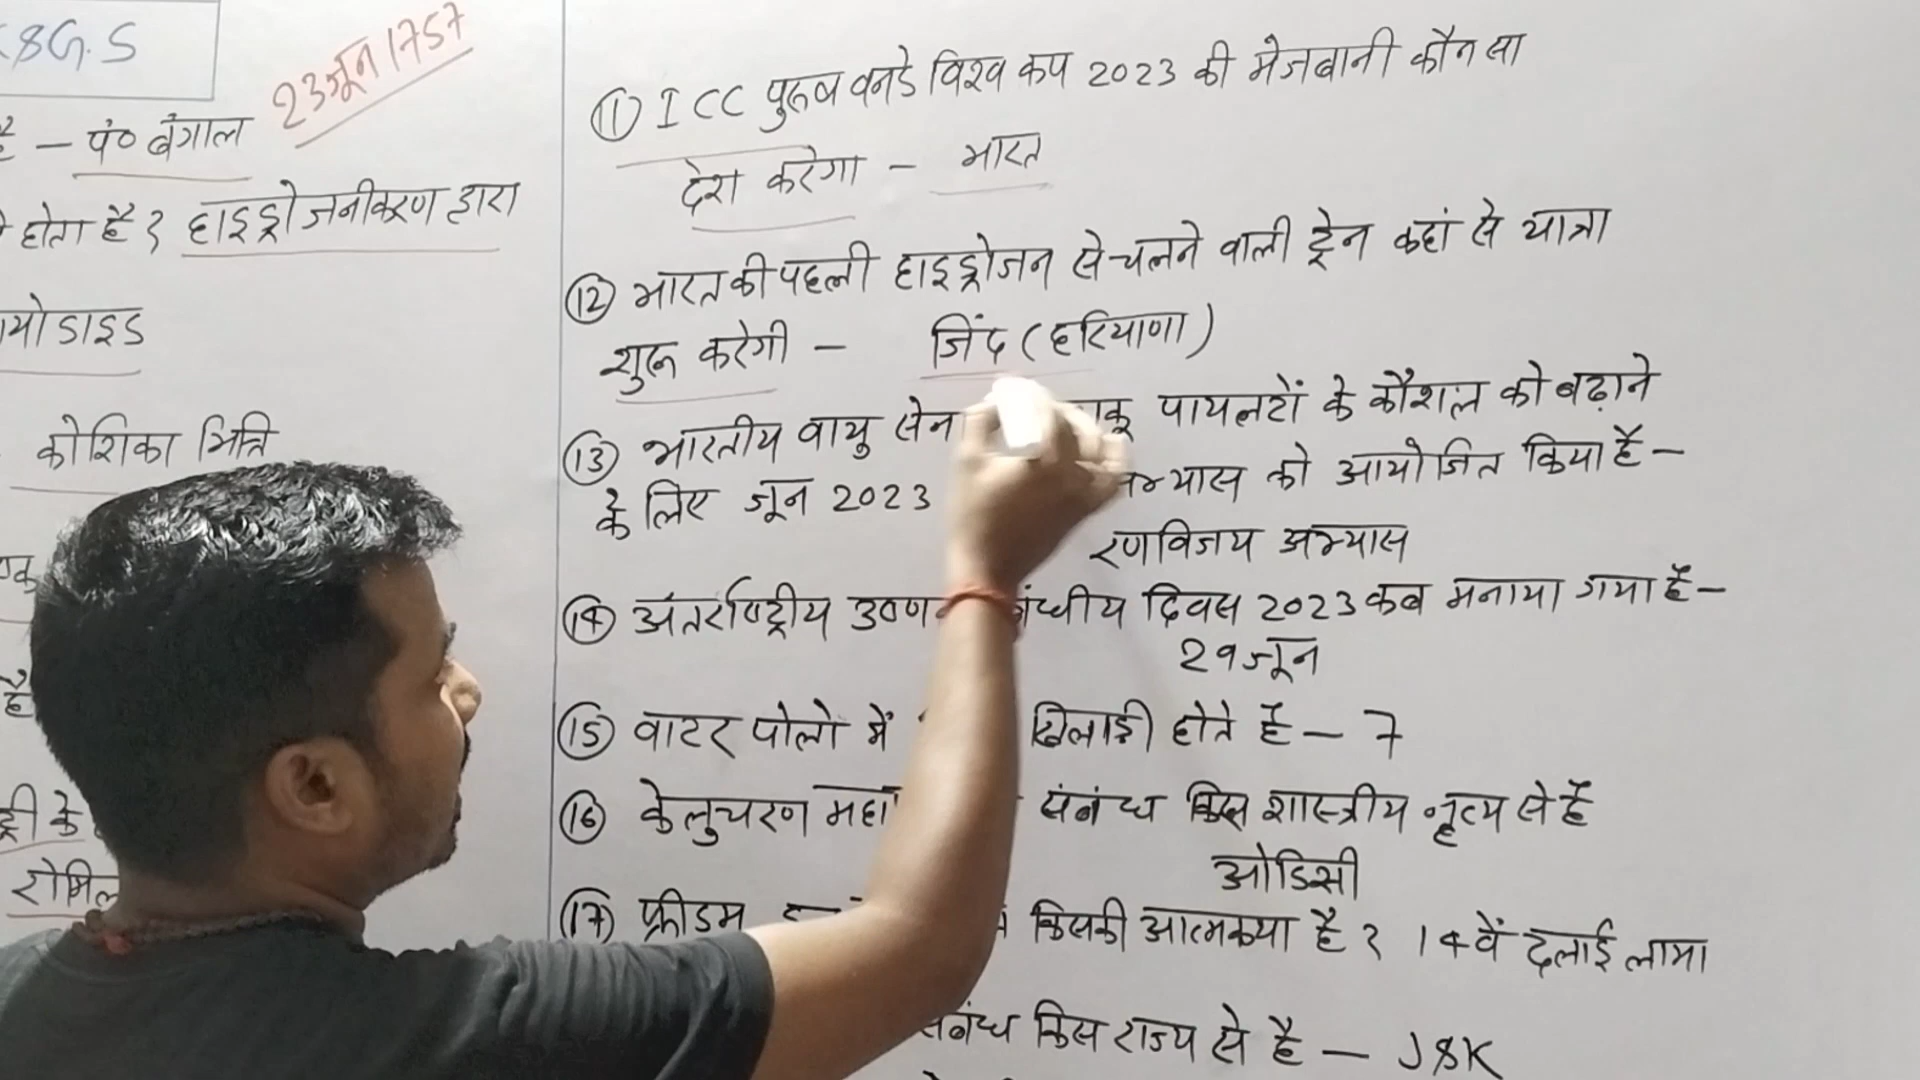 8G.S
23जून 1757
है – पं० बंगाल
होता है? हाइड्रोजनीकरण द्वारा
योडाइड
कोशिका भित्ति
है
ट्री के
रोमिल
⑪ ICC पुरुष वनडे विश्व कप 2023 की मेजबानी कौन सा
देश करेगा – भारत
⑫ भारत की पहली हाइड्रोजन से चलने वाली ट्रेन कहां से यात्रा
शुरू करेगी – जिंद (हरियाणा)
⑬ भारतीय वायु सेना पायलटों के कौशल को बढ़ाने
के लिए जून 2023 अभ्यास को आयोजित किया है –
रणविजय अभ्यास
⑭ अंतर्राष्ट्रीय उष्ण बंधीय दिवस 2023 कब मनाया गया है –
29 जून
⑮ वाटर पोलो में खिलाड़ी होते हैं – 7
⑯ केलुचरण महा संबंध किस शास्त्रीय नृत्य से है
ओडिसी
⑰ फ्रीडम किसकी आत्मकथा है? 14वें दलाई लामा
संबंध किस राज्य से है – J&K